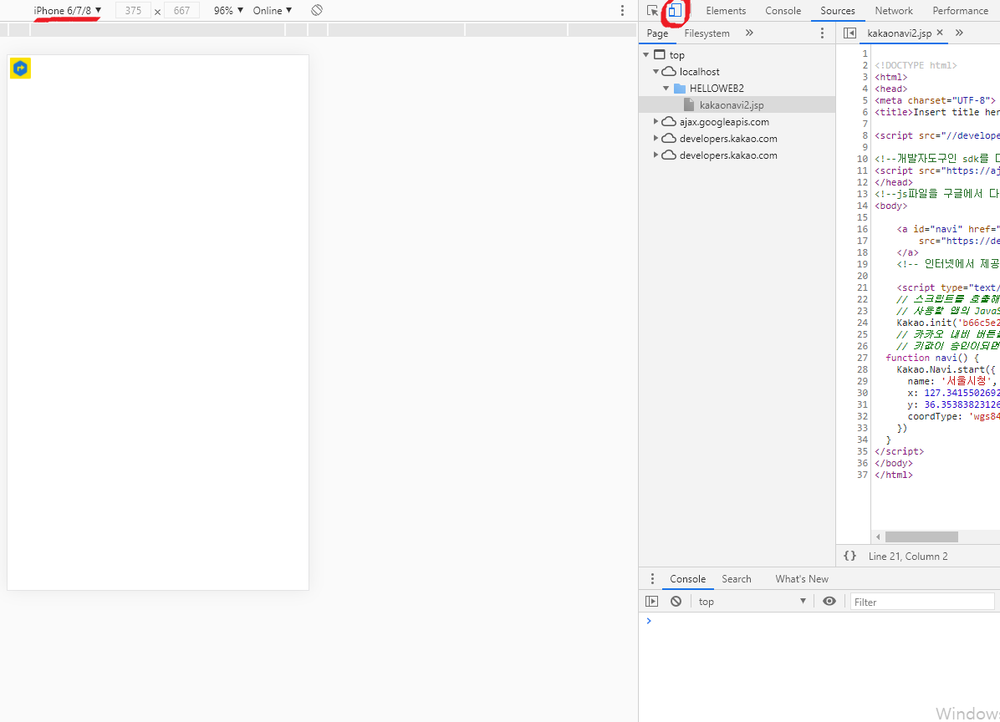 iPhone 6/7/8 ▼ 375 × 667 96% ▼ Online ▼
Elements Console Sources Network Performance
Page Filesystem »
kakaonavi2.jsp × »
top
localhost
HELLOWEB2
kakaonavi2.jsp
ajax.googleapis.com
developers.kakao.com
developers.kakao.com
1
2 <!DOCTYPE html>
3 <html>
4 <head>
5 <meta charset="UTF-8">
6 <title>Insert title her
7
8 <script src="//develope
9
10 <!--개발자도구인 sdk를 다
11 <script src="https://aj
12 </head>
13 <!--js파일을 구글에서 다
14 <body>
15
16 <a id="navi" href="
17 src="https://de
18 </a>
19 <!-- 인터넷에서 제공
20
21 <script type="text/
22 // 스크립트를 호출해
23 // 사용할 앱의 JavaS
24 Kakao.init('b66c5e2
25 // 카카오 내비 버튼을
26 // 키값이 승인이되면
27 function navi() {
28 Kakao.Navi.start({
29 name: '서울시청',
30 x: 127.3415502692
31 y: 36.35383823126
32 coordType: 'wgs84
33 })
34 }
35 </script>
36 </body>
37 </html>
{ } Line 21, Column 2
Console Search What's New
top ▼ Filter
Windows